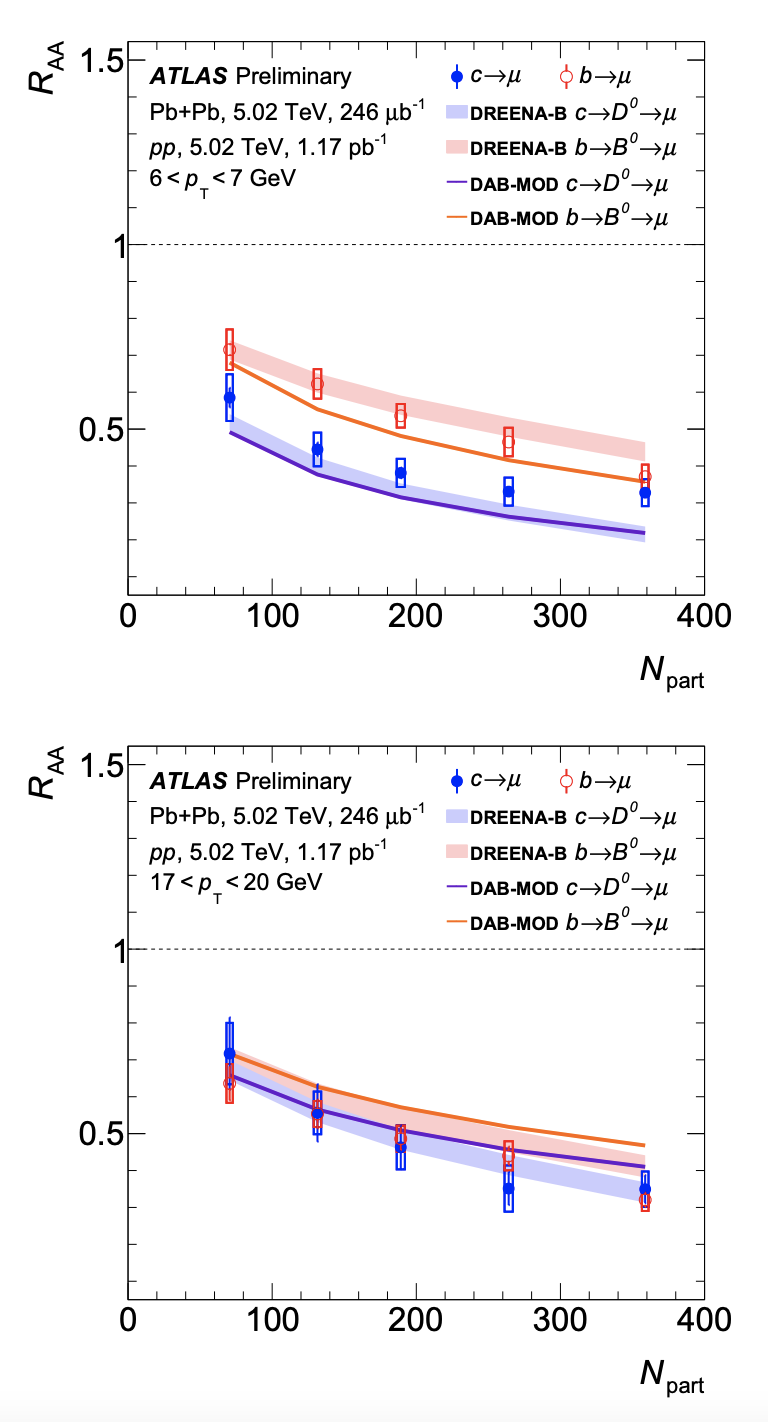 R_AA
1.5
1
0.5
ATLAS Preliminary
Pb+Pb, 5.02 TeV, 246 μb⁻¹
pp, 5.02 TeV, 1.17 pb⁻¹
6 < p_T < 7 GeV
c→μ b→μ
DREENA-B c→D⁰→μ
DREENA-B b→B⁰→μ
DAB-MOD c→D⁰→μ
DAB-MOD b→B⁰→μ
0 100 200 300 400
N_part
R_AA
1.5
1
0.5
ATLAS Preliminary
Pb+Pb, 5.02 TeV, 246 μb⁻¹
pp, 5.02 TeV, 1.17 pb⁻¹
17 < p_T < 20 GeV
c→μ b→μ
DREENA-B c→D⁰→μ
DREENA-B b→B⁰→μ
DAB-MOD c→D⁰→μ
DAB-MOD b→B⁰→μ
0 100 200 300 400
N_part